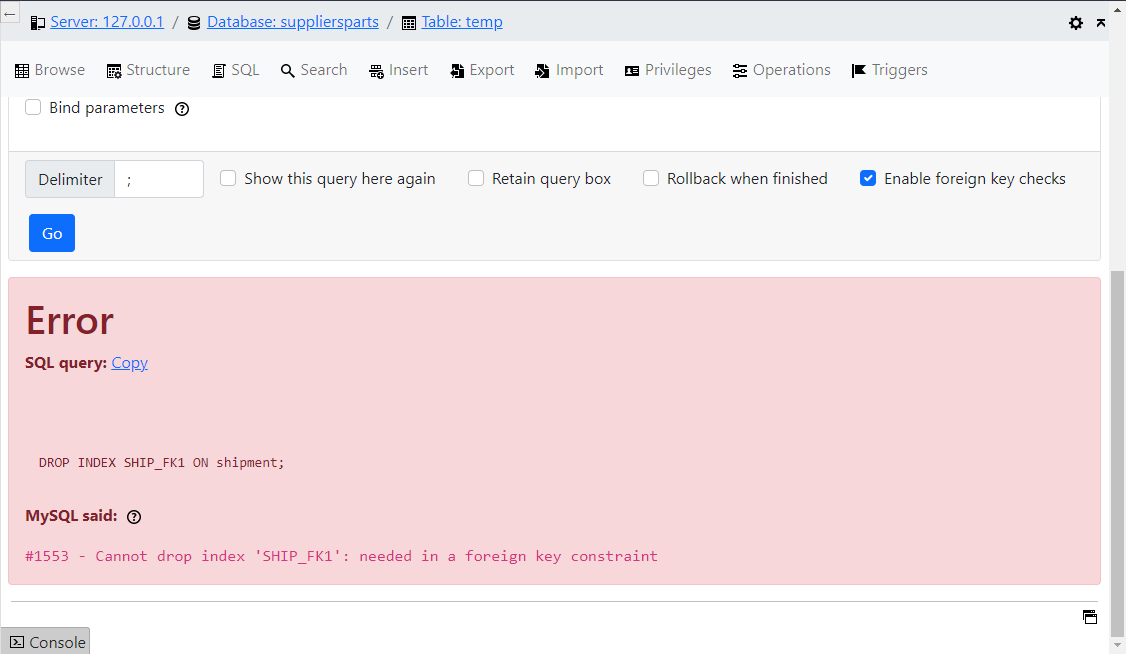 Server: 127.0.0.1 / Database: suppliersparts / Table: temp
Browse Structure SQL Search Insert Export Import Privileges Operations Triggers
Bind parameters
Delimiter ; Show this query here again Retain query box Rollback when finished Enable foreign key checks
Go
Error
SQL query: Copy
DROP INDEX SHIP_FK1 ON shipment;
MySQL said:
#1553 - Cannot drop index 'SHIP_FK1': needed in a foreign key constraint
Console